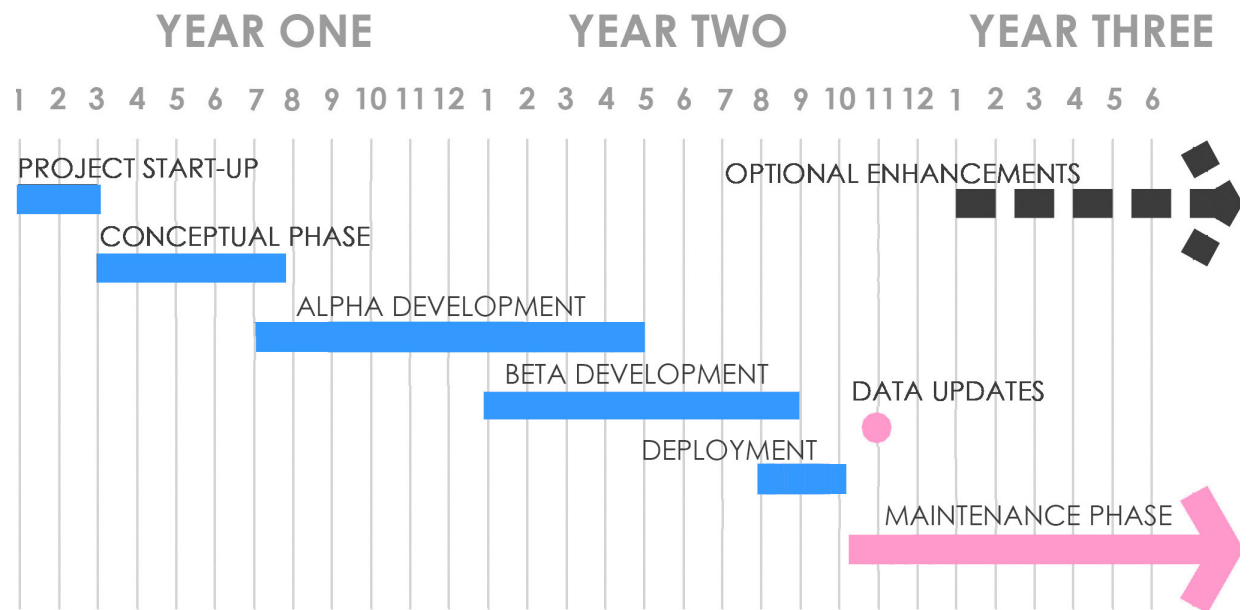 YEAR ONE YEAR TWO YEAR THREE
1 2 3 4 5 6 7 8 9 10 11 12 1 2 3 4 5 6 7 8 9 10 11 12 1 2 3 4 5 6
PROJECT START-UP
OPTIONAL ENHANCEMENTS
CONCEPTUAL PHASE
ALPHA DEVELOPMENT
BETA DEVELOPMENT
DATA UPDATES
DEPLOYMENT
MAINTENANCE PHASE